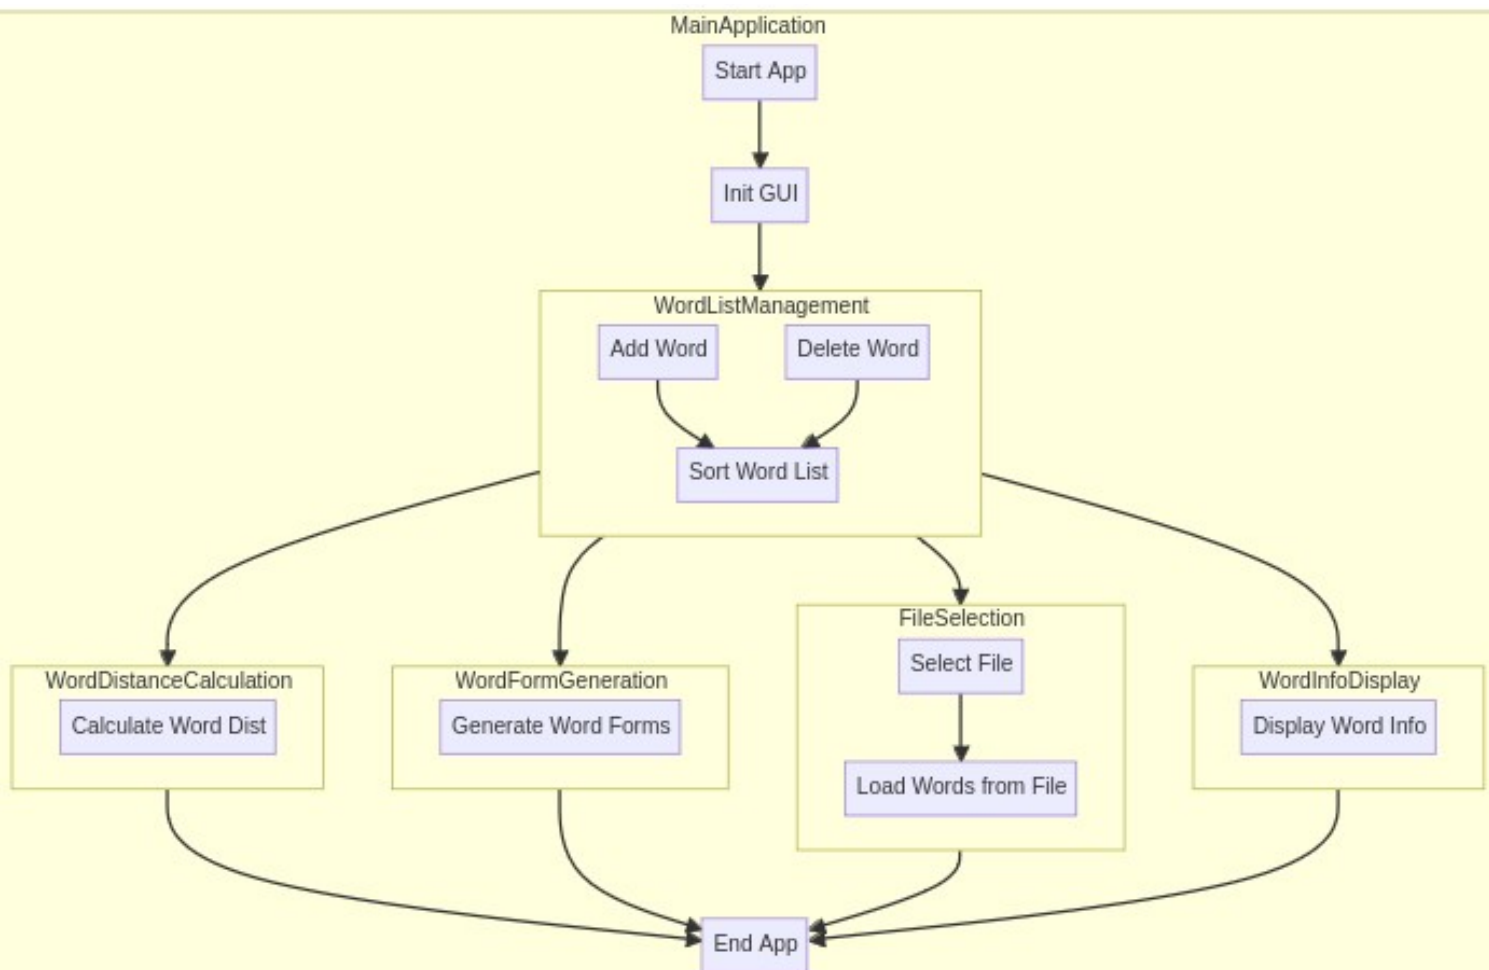 MainApplication
Start App
Init GUI
WordListManagement
Add Word
Delete Word
Sort Word List
WordDistanceCalculation
Calculate Word Dist
WordFormGeneration
Generate Word Forms
FileSelection
Select File
Load Words from File
WordInfoDisplay
Display Word Info
End App